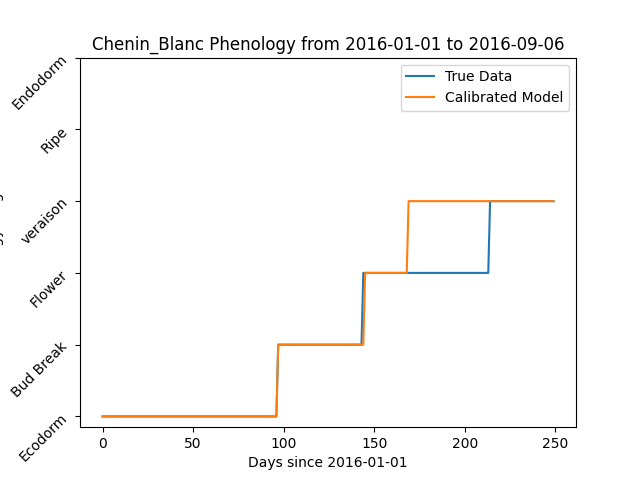 Chenin_Blanc Phenology from 2016-01-01 to 2016-09-06
True Data
Calibrated Model
Endodorm
Ripe
veraison
Flower
Bud Break
Ecodorm
0 50 100 150 200 250
Days since 2016-01-01